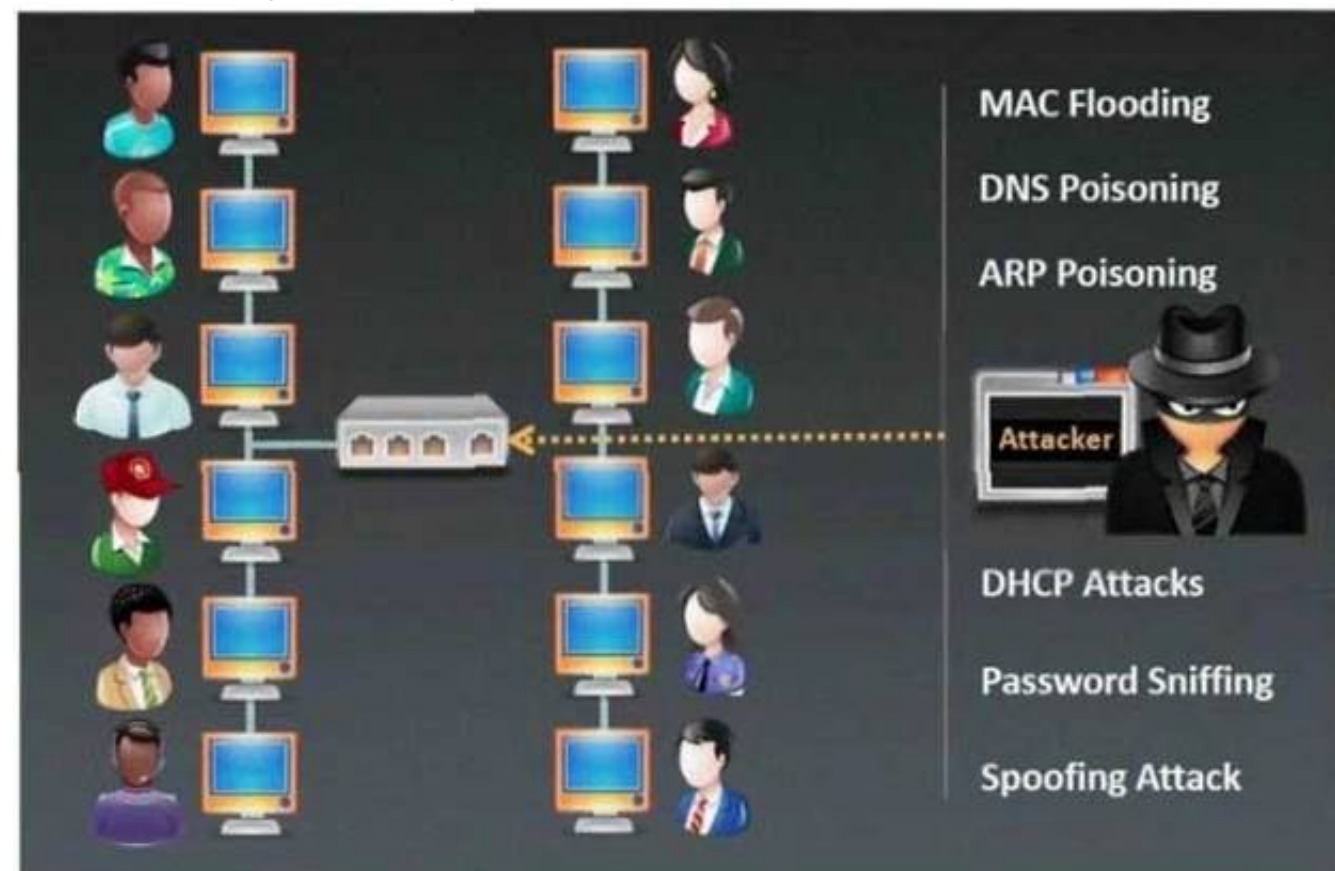 MAC Flooding
DNS Poisoning
ARP Poisoning
Attacker
DHCP Attacks
Password Sniffing
Spoofing Attack